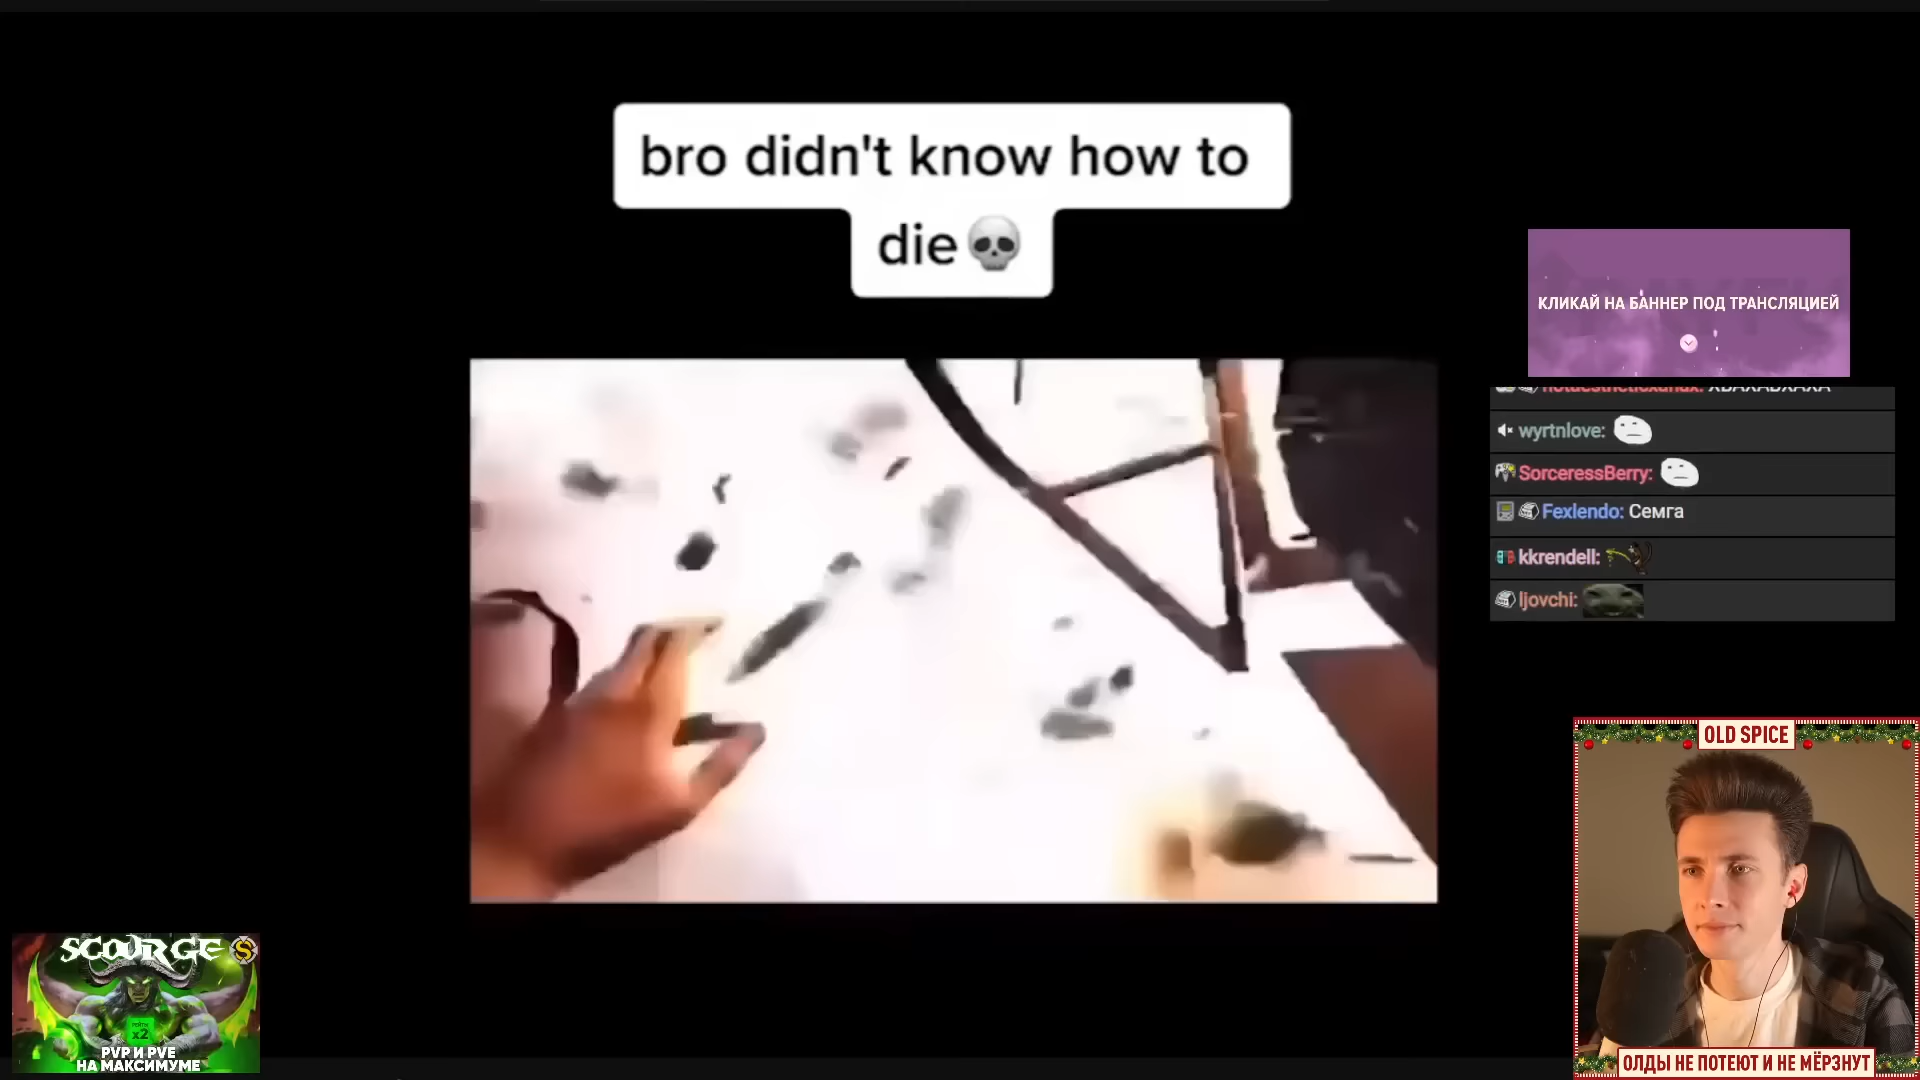 bro didn't know how to
die💀
КЛИКАЙ НА БАННЕР ПОД ТРАНСЛЯЦИЕЙ
wyrtnlove:
SorceressBerry:
Fexlendo: Семга
kkrendell:
ljovchi:
OLD SPICE
SCOURGE
x2
PVP И PVE
НА МАКСИМУМЕ
ОЛДЫ НЕ ПОТЕЮТ И НЕ МЁРЗНУТ